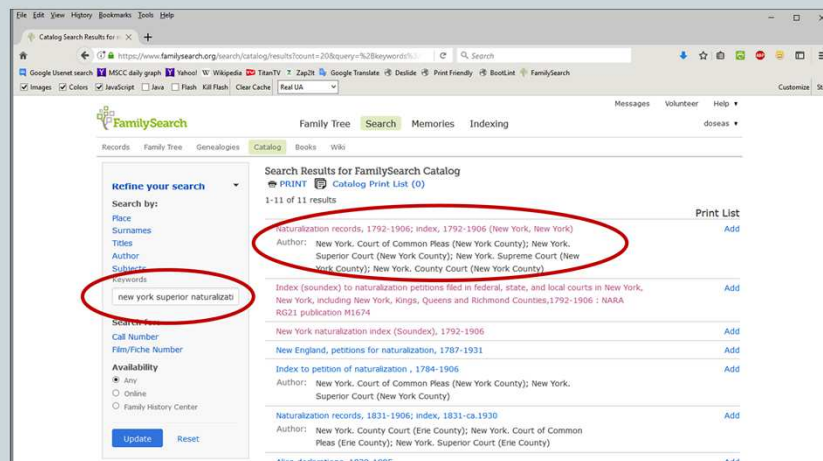 File Edit View History Bookmarks Tools Help
Catalog Search Results for
https://www.familysearch.org/search/catalog/results?count=20&query=%2Bkeywords%
Search
Google Usenet search MSCC daily graph Yahoo! Wikipedia TitanTV Zap2It Google Translate Deslide Print Friendly BootLint FamilySearch
Images Colors JavaScript Java Flash Kill Flash Clear Cache Real UA Customize
Messages Volunteer Help
FamilySearch Family Tree Search Memories Indexing doseas
Records Family Tree Genealogies Catalog Books Wiki
Refine your search
Search by:
Place
Surnames
Titles
Author
Subjects
Keywords
new york superior naturalizati
Search for:
Call Number
Film/Fiche Number
Availability
Any
Online
Family History Center
Update Reset
Search Results for FamilySearch Catalog
PRINT Catalog Print List (0)
1-11 of 11 results
Print List
Naturalization records, 1792-1906; index, 1792-1906 (New York, New York) Add
Author: New York. Court of Common Pleas (New York County); New York.
Superior Court (New York County); New York. Supreme Court (New
York County); New York. County Court (New York County)
Index (soundex) to naturalization petitions filed in federal, state, and local courts in New York, Add
New York, including New York, Kings, Queens and Richmond Counties,1792-1906 : NARA
RG21 publication M1674
New York naturalization index (Soundex), 1792-1906 Add
New England, petitions for naturalization, 1787-1931 Add
Index to petition of naturalization , 1784-1906 Add
Author: New York. Court of Common Pleas (New York County); New York.
Superior Court (New York County)
Naturalization records, 1831-1906; index, 1831-ca.1930 Add
Author: New York. County Court (Erie County); New York. Court of Common
Pleas (Erie County); New York. Superior Court (Erie County)